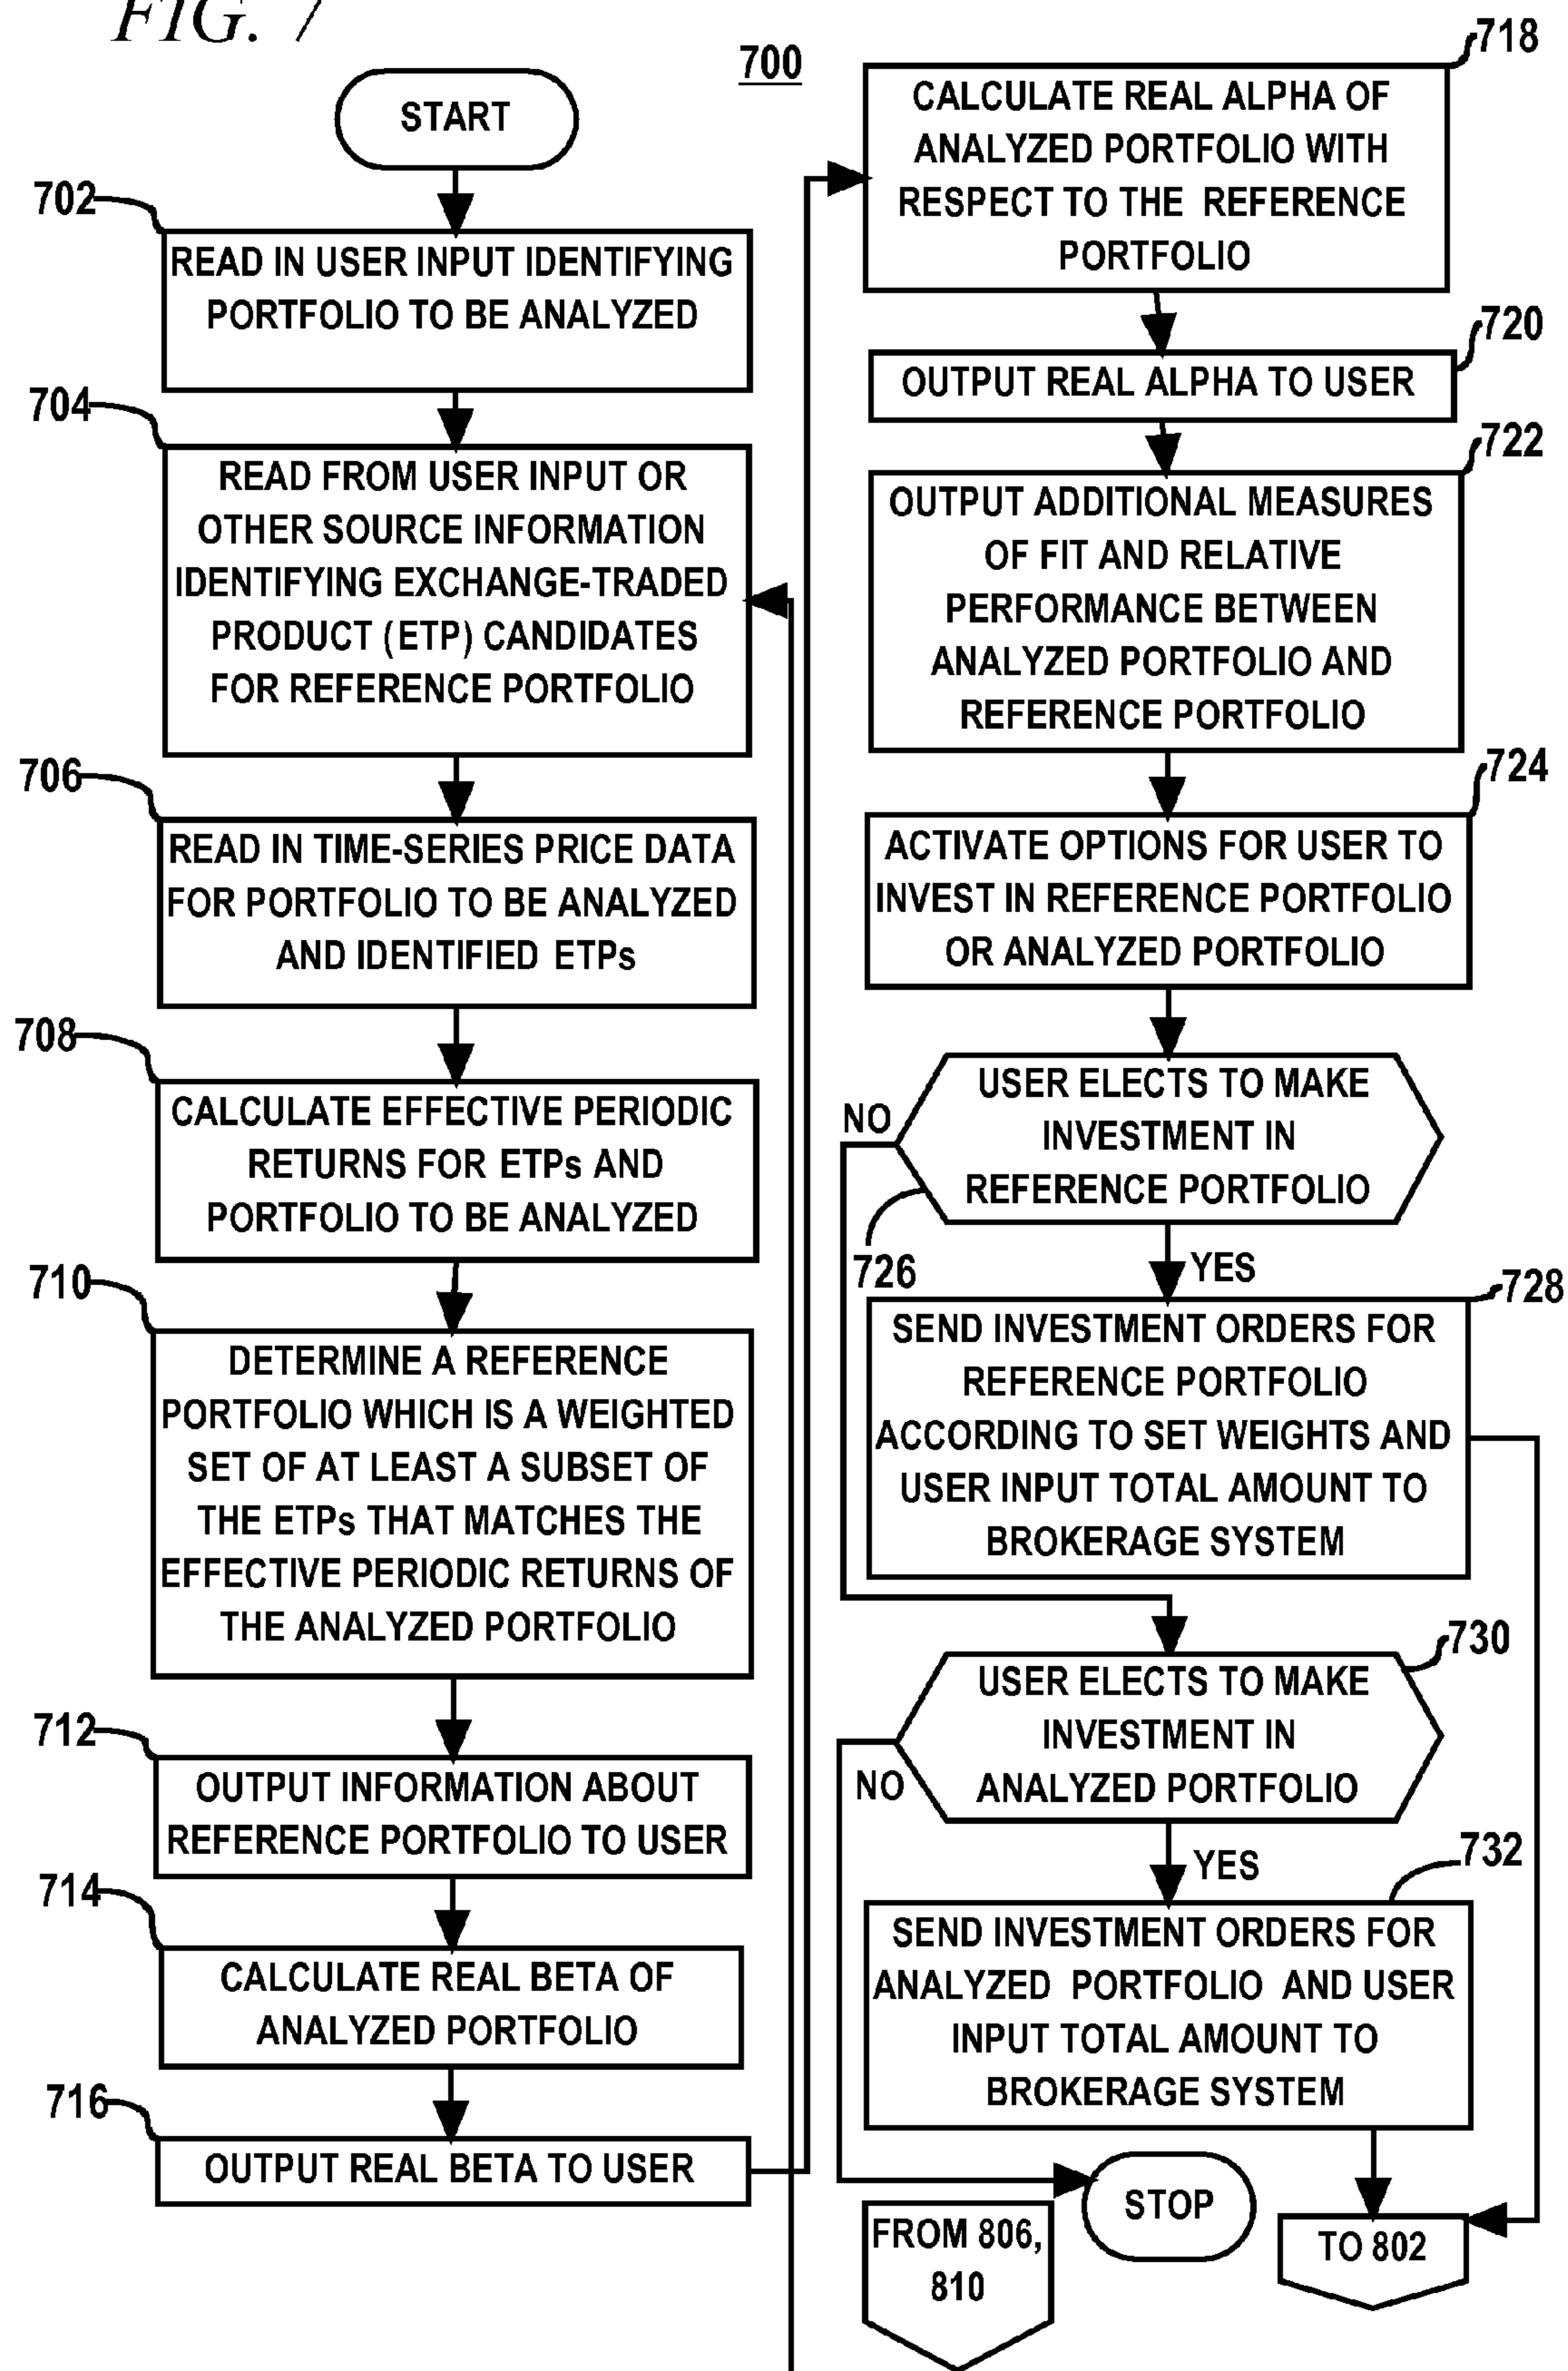 FIG. 7
700
START
702
READ IN USER INPUT IDENTIFYING
PORTFOLIO TO BE ANALYZED
704
READ FROM USER INPUT OR
OTHER SOURCE INFORMATION
IDENTIFYING EXCHANGE-TRADED
PRODUCT (ETP) CANDIDATES
FOR REFERENCE PORTFOLIO
706
READ IN TIME-SERIES PRICE DATA
FOR PORTFOLIO TO BE ANALYZED
AND IDENTIFIED ETPs
708
CALCULATE EFFECTIVE PERIODIC
RETURNS FOR ETPs AND
PORTFOLIO TO BE ANALYZED
710
DETERMINE A REFERENCE
PORTFOLIO WHICH IS A WEIGHTED
SET OF AT LEAST A SUBSET OF
THE ETPs THAT MATCHES THE
EFFECTIVE PERIODIC RETURNS OF
THE ANALYZED PORTFOLIO
712
OUTPUT INFORMATION ABOUT
REFERENCE PORTFOLIO TO USER
714
CALCULATE REAL BETA OF
ANALYZED PORTFOLIO
716
OUTPUT REAL BETA TO USER
718
CALCULATE REAL ALPHA OF
ANALYZED PORTFOLIO WITH
RESPECT TO THE REFERENCE
PORTFOLIO
720
OUTPUT REAL ALPHA TO USER
722
OUTPUT ADDITIONAL MEASURES
OF FIT AND RELATIVE
PERFORMANCE BETWEEN
ANALYZED PORTFOLIO AND
REFERENCE PORTFOLIO
724
ACTIVATE OPTIONS FOR USER TO
INVEST IN REFERENCE PORTFOLIO
OR ANALYZED PORTFOLIO
USER ELECTS TO MAKE
INVESTMENT IN
REFERENCE PORTFOLIO
NO
726
YES
728
SEND INVESTMENT ORDERS FOR
REFERENCE PORTFOLIO
ACCORDING TO SET WEIGHTS AND
USER INPUT TOTAL AMOUNT TO
BROKERAGE SYSTEM
730
USER ELECTS TO MAKE
INVESTMENT IN
ANALYZED PORTFOLIO
NO
YES
732
SEND INVESTMENT ORDERS FOR
ANALYZED PORTFOLIO AND USER
INPUT TOTAL AMOUNT TO
BROKERAGE SYSTEM
STOP
FROM 806,
810
TO 802